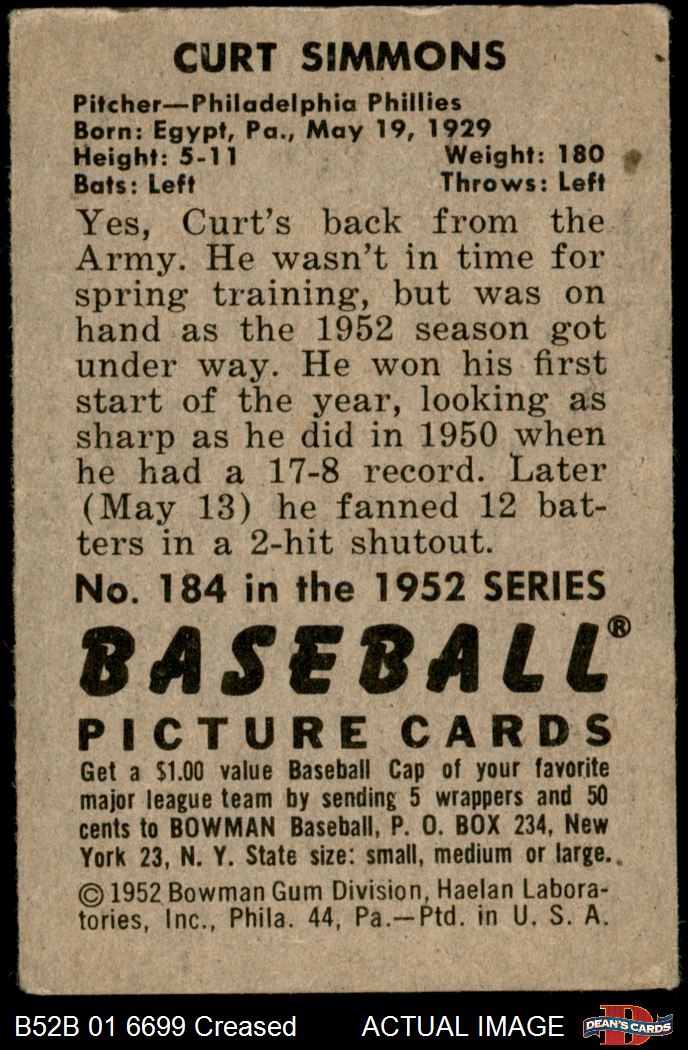 CURT SIMMONS
Pitcher—Philadelphia Phillies
Born: Egypt, Pa., May 19, 1929
Height: 5-11 Weight: 180
Bats: Left Throws: Left
Yes, Curt's back from the
Army. He wasn't in time for
spring training, but was on
hand as the 1952 season got
under way. He won his first
start of the year, looking as
sharp as he did in 1950 when
he had a 17-8 record. Later
(May 13) he fanned 12 bat-
ters in a 2-hit shutout.
No. 184 in the 1952 SERIES
BASEBALL®
PICTURE CARDS
Get a $1.00 value Baseball Cap of your favorite
major league team by sending 5 wrappers and 50
cents to BOWMAN Baseball, P. O. BOX 234, New
York 23, N. Y. State size: small, medium or large.
© 1952 Bowman Gum Division, Haelan Labora-
tories, Inc., Phila. 44, Pa.—Ptd. in U. S. A.
B52B 01 6699 Creased ACTUAL IMAGE D DEAN'S CARDS